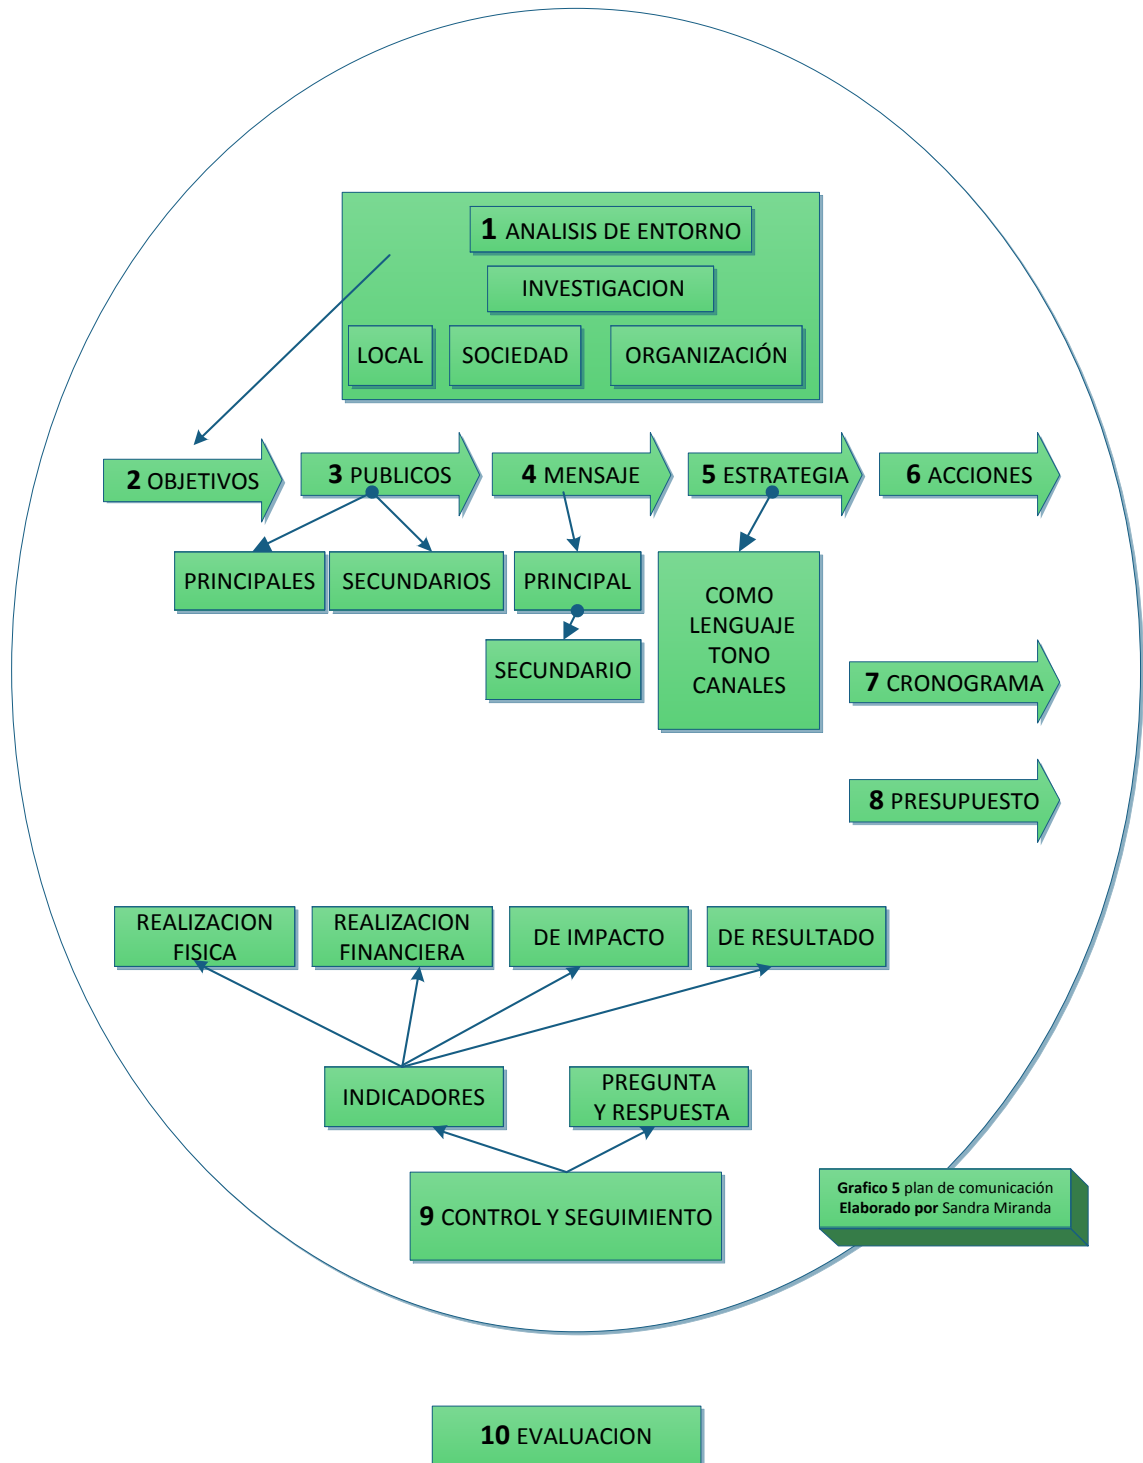 1 ANALISIS DE ENTORNO
INVESTIGACION
LOCAL
SOCIEDAD
ORGANIZACIÓN
2 OBJETIVOS
3 PUBLICOS
4 MENSAJE
5 ESTRATEGIA
6 ACCIONES
PRINCIPALES
SECUNDARIOS
PRINCIPAL
SECUNDARIO
COMO
LENGUAJE
TONO
CANALES
7 CRONOGRAMA
8 PRESUPUESTO
REALIZACION
FISICA
REALIZACION
FINANCIERA
DE IMPACTO
DE RESULTADO
INDICADORES
PREGUNTA
Y RESPUESTA
9 CONTROL Y SEGUIMIENTO
Grafico 5 plan de comunicación
Elaborado por Sandra Miranda
10 EVALUACION